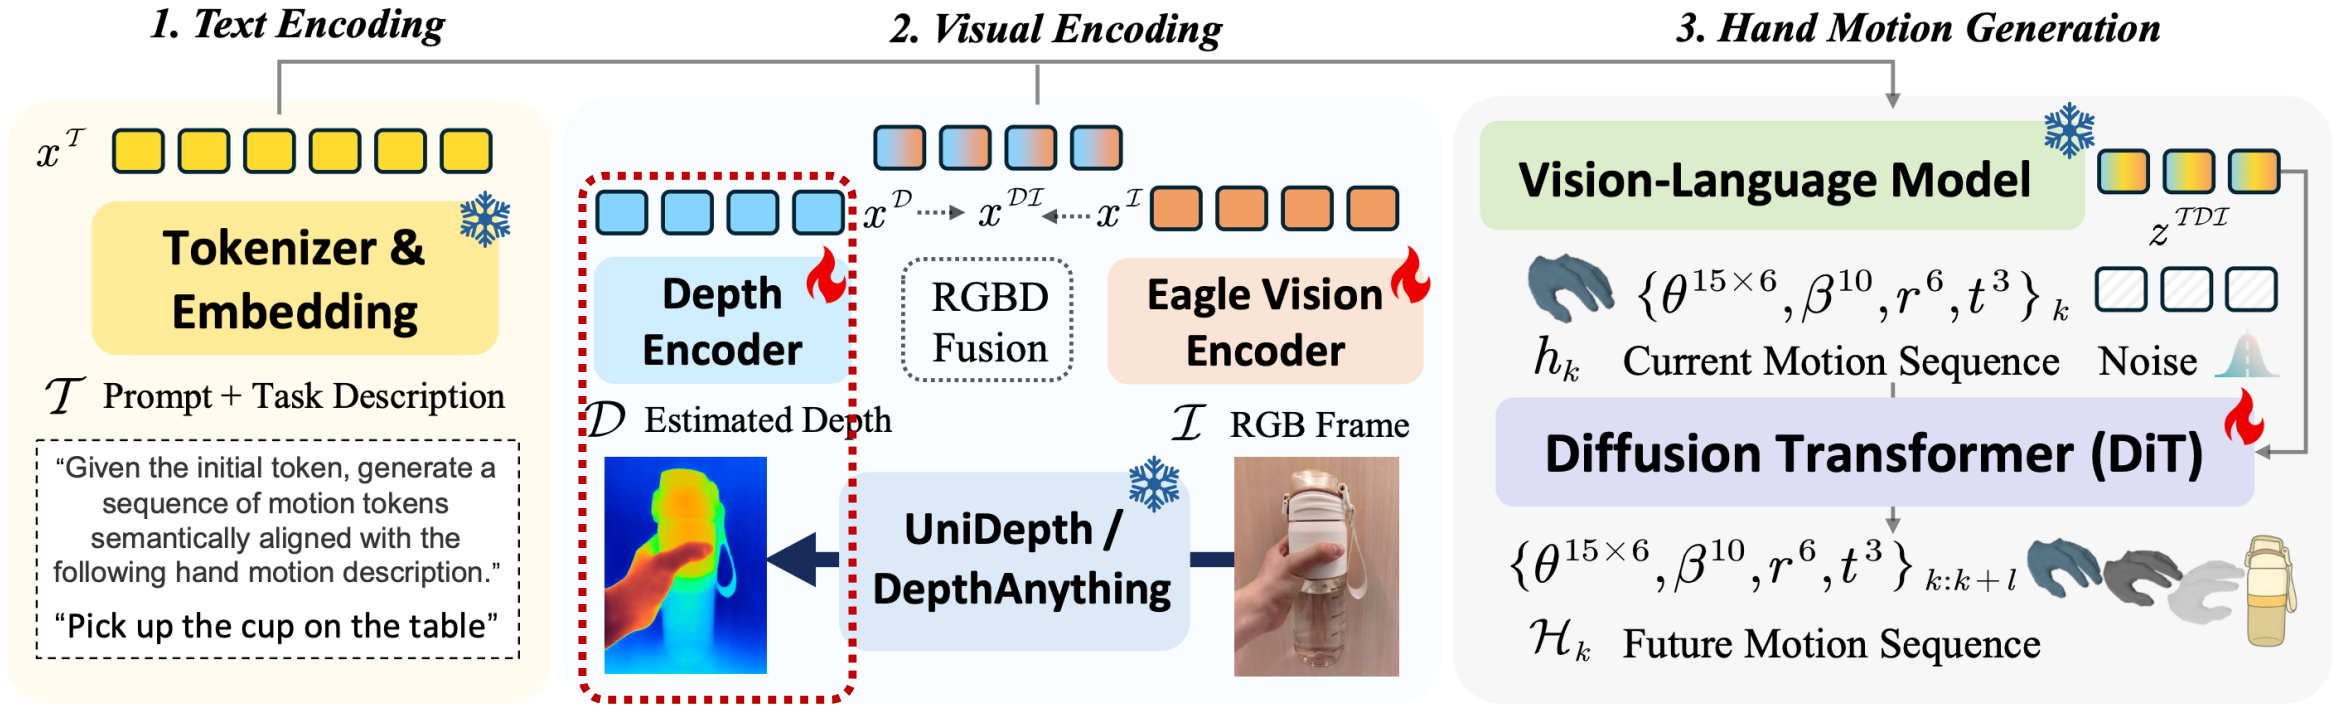 1. Text Encoding
2. Visual Encoding
3. Hand Motion Generation
x^𝒯
Tokenizer &
Embedding
𝒯 Prompt + Task Description
“Given the initial token, generate a
sequence of motion tokens
semantically aligned with the
following hand motion description.”
“Pick up the cup on the table”
x^𝒟 x^𝒟ℐ x^ℐ
Depth
Encoder
RGBD
Fusion
Eagle Vision
Encoder
𝒟 Estimated Depth
ℐ RGB Frame
UniDepth /
DepthAnything
Vision-Language Model
z^𝒯𝒟ℐ
{θ^15×6, β^10, r^6, t^3}_k
h_k Current Motion Sequence
Noise
Diffusion Transformer (DiT)
{θ^15×6, β^10, r^6, t^3}_k:k+l
ℋ_k Future Motion Sequence